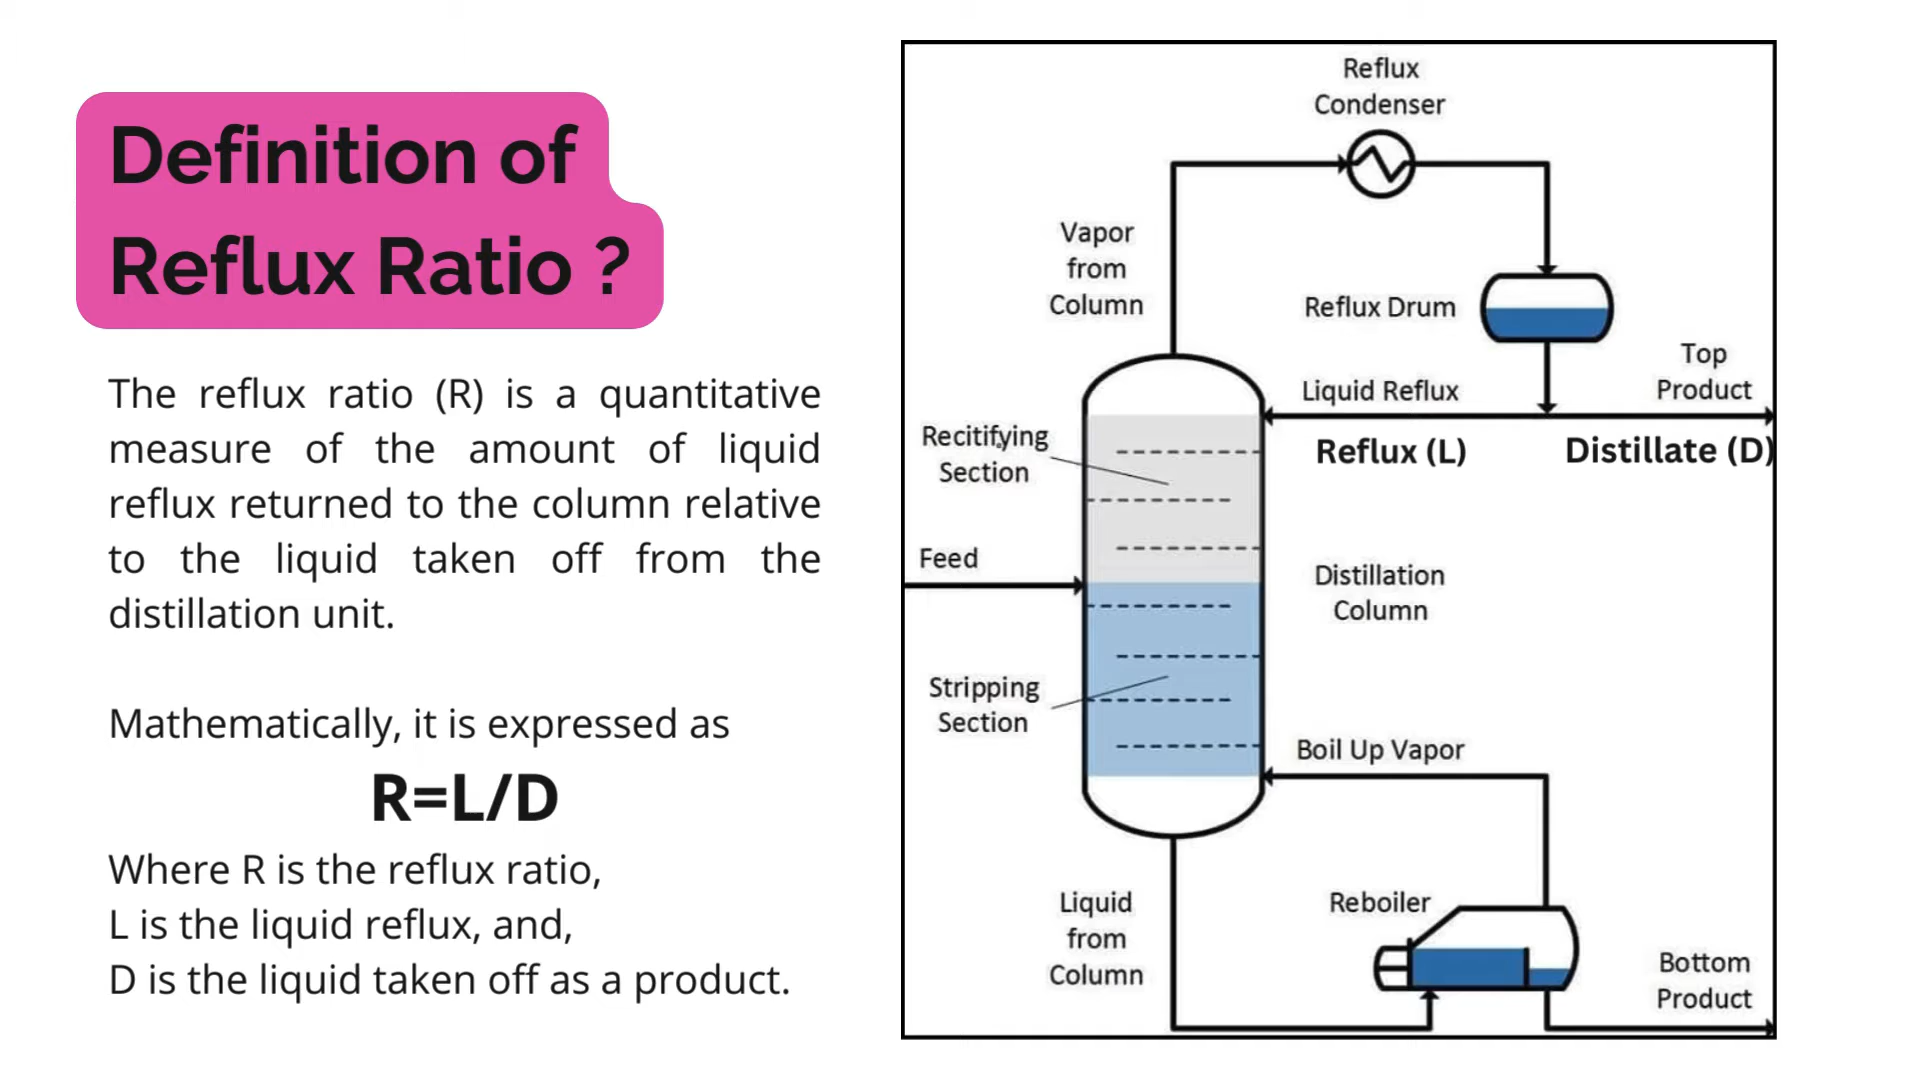 Definition of
Reflux Ratio ?
The reflux ratio (R) is a quantitative
measure of the amount of liquid
reflux returned to the column relative
to the liquid taken off from the
distillation unit.
Mathematically, it is expressed as
R=L/D
Where R is the reflux ratio,
L is the liquid reflux, and,
D is the liquid taken off as a product.
Reflux
Condenser
Vapor
from
Column
Reflux Drum
Top
Product
Liquid Reflux
Reflux (L)
Distillate (D)
Recitifying
Section
Feed
Distillation
Column
Stripping
Section
Boil Up Vapor
Liquid
from
Column
Reboiler
Bottom
Product